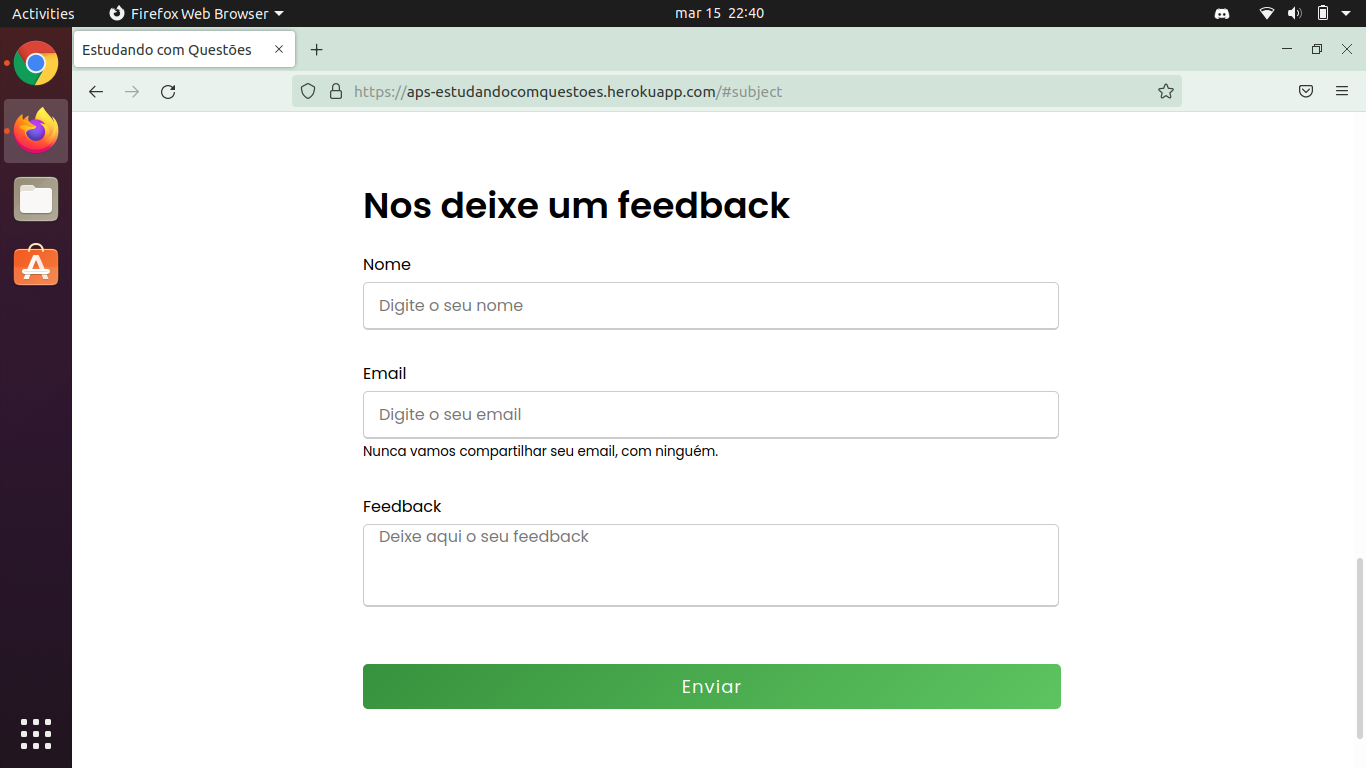 Activities Firefox Web Browser mar 15 22:40
Estudando com Questões
https://aps-estudandocomquestoes.herokuapp.com/#subject
Nos deixe um feedback
Nome
Digite o seu nome
Email
Digite o seu email
Nunca vamos compartilhar seu email, com ninguém.
Feedback
Deixe aqui o seu feedback
Enviar